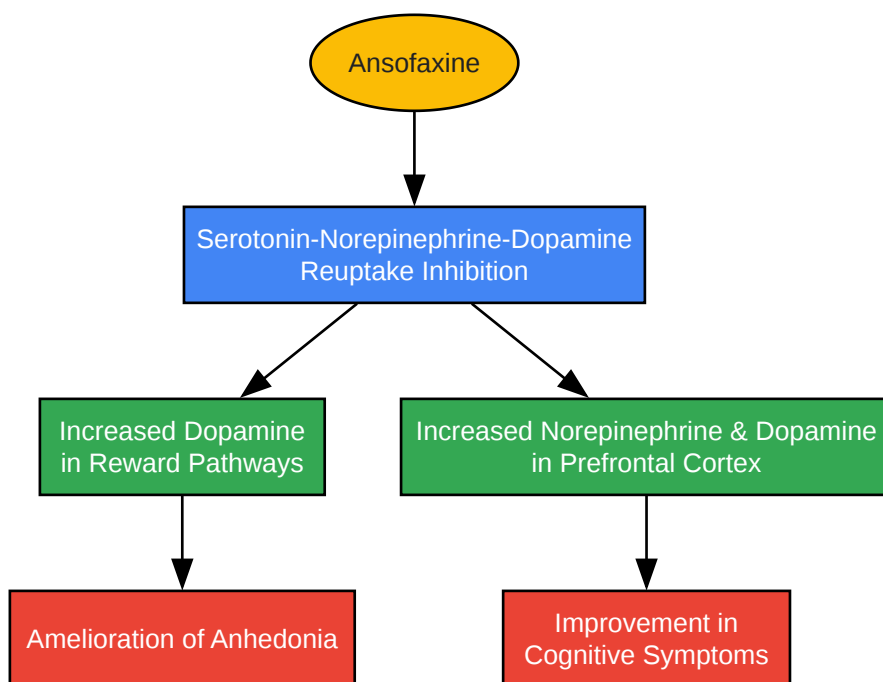 Ansofaxine
Serotonin-Norepinephrine-Dopamine
Reuptake Inhibition
Increased Dopamine
in Reward Pathways
Increased Norepinephrine & Dopamine
in Prefrontal Cortex
Amelioration of Anhedonia
Improvement in
Cognitive Symptoms